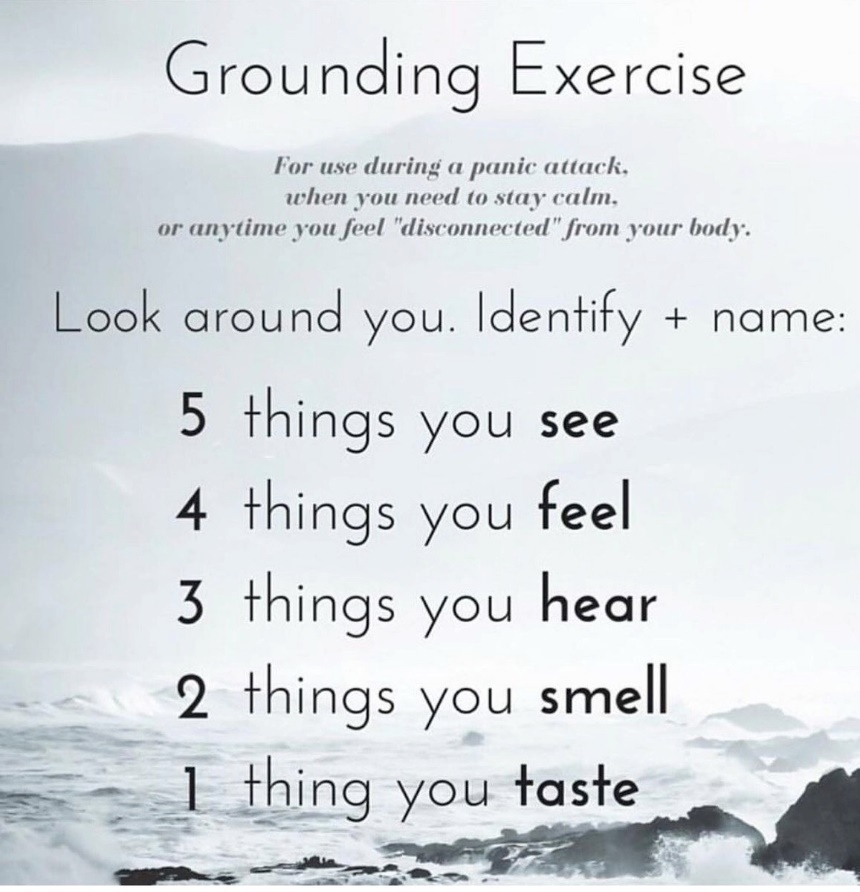 Grounding Exercise
For use during a panic attack,
when you need to stay calm,
or anytime you feel "disconnected" from your body.
Look around you. Identify + name:
5 things you see
4 things you feel
3 things you hear
2 things you smell
1 thing you taste